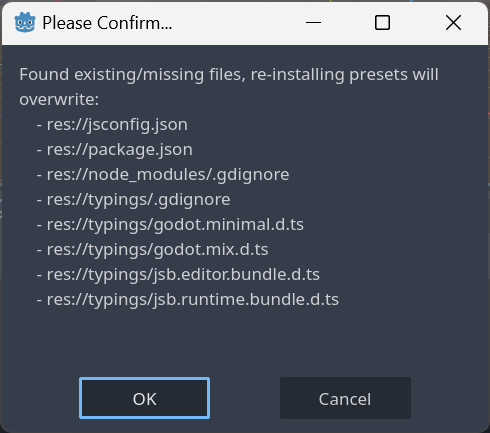 Please Confirm...
Found existing/missing files, re-installing presets will
overwrite:
- res://jsconfig.json
- res://package.json
- res://node_modules/.gdignore
- res://typings/.gdignore
- res://typings/godot.minimal.d.ts
- res://typings/godot.mix.d.ts
- res://typings/jsb.editor.bundle.d.ts
- res://typings/jsb.runtime.bundle.d.ts
OK
Cancel